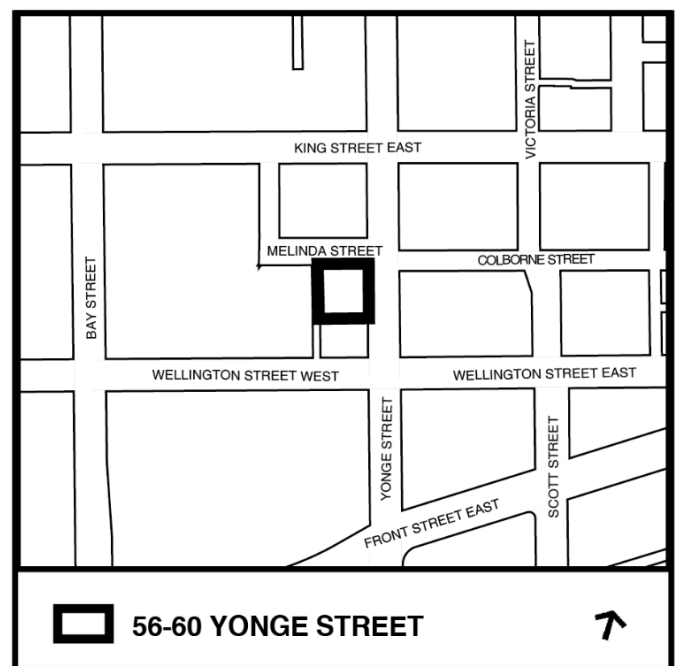 VICTORIA STREET
KING STREET EAST
MELINDA STREET
COLBORNE STREET
BAY STREET
WELLINGTON STREET WEST
WELLINGTON STREET EAST
YONGE STREET
SCOTT STREET
FRONT STREET EAST
56-60 YONGE STREET